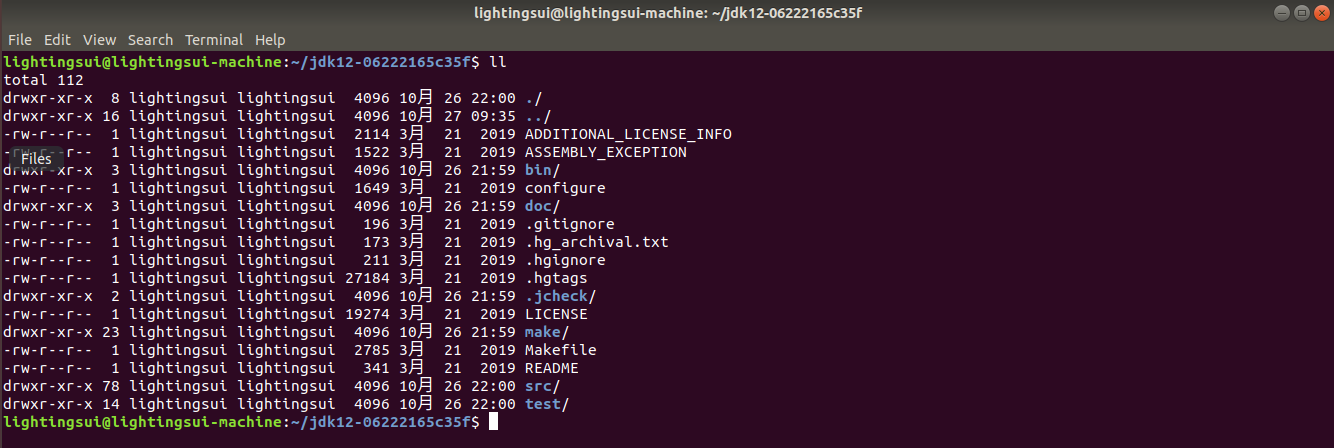 lightingsui@lightingsui-machine: ~/jdk12-06222165c35f
File Edit View Search Terminal Help
lightingsui@lightingsui-machine:~/jdk12-06222165c35f$ ll
total 112
drwxr-xr-x  8 lightingsui lightingsui  4096 10月 26 22:00 ./
drwxr-xr-x 16 lightingsui lightingsui  4096 10月 27 09:35 ../
-rw-r--r--  1 lightingsui lightingsui  2114 3月  21  2019 ADDITIONAL_LICENSE_INFO
-rw-r--r--  1 lightingsui lightingsui  1522 3月  21  2019 ASSEMBLY_EXCEPTION
Files
drwxr-xr-x  3 lightingsui lightingsui  4096 10月 26 21:59 bin/
-rw-r--r--  1 lightingsui lightingsui  1649 3月  21  2019 configure
drwxr-xr-x  3 lightingsui lightingsui  4096 10月 26 21:59 doc/
-rw-r--r--  1 lightingsui lightingsui   196 3月  21  2019 .gitignore
-rw-r--r--  1 lightingsui lightingsui   173 3月  21  2019 .hg_archival.txt
-rw-r--r--  1 lightingsui lightingsui   211 3月  21  2019 .hgignore
-rw-r--r--  1 lightingsui lightingsui 27184 3月  21  2019 .hgtags
drwxr-xr-x  2 lightingsui lightingsui  4096 10月 26 21:59 .jcheck/
-rw-r--r--  1 lightingsui lightingsui 19274 3月  21  2019 LICENSE
drwxr-xr-x 23 lightingsui lightingsui  4096 10月 26 21:59 make/
-rw-r--r--  1 lightingsui lightingsui  2785 3月  21  2019 Makefile
-rw-r--r--  1 lightingsui lightingsui   341 3月  21  2019 README
drwxr-xr-x 78 lightingsui lightingsui  4096 10月 26 22:00 src/
drwxr-xr-x 14 lightingsui lightingsui  4096 10月 26 22:00 test/
lightingsui@lightingsui-machine:~/jdk12-06222165c35f$